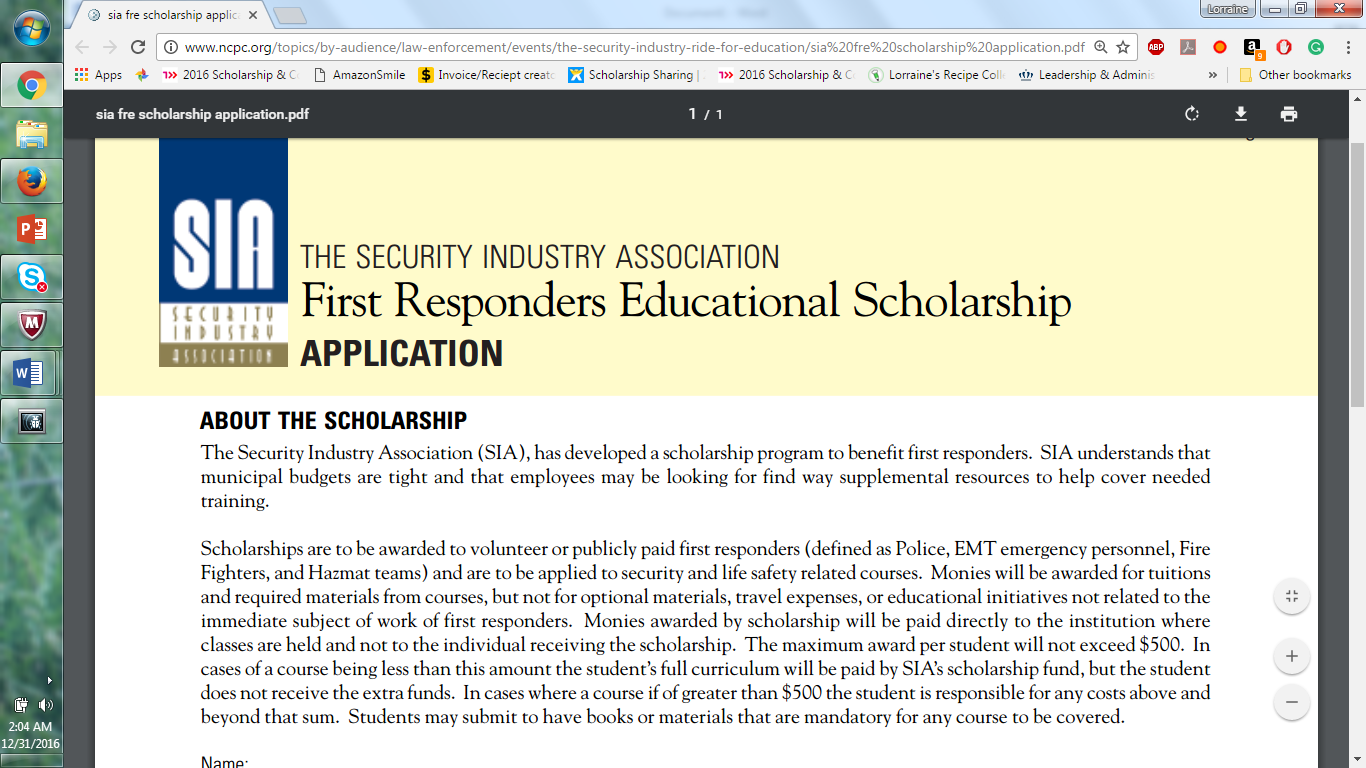 sia fre scholarship applic
Document1 - Word
Lorraine
www.ncpc.org/topics/by-audience/law-enforcement/events/the-security-industry-ride-for-education/sia%20fre%20scholarship%20application.pdf
ABP
a
9
G
Apps
2016 Scholarship & C
AmazonSmile
$
Invoice/Reciept creato
Scholarship Sharing |
2016 Scholarship & C
Lorraine's Recipe Coll
Leadership & Adminis
»
Other bookmarks
sia fre scholarship application.pdf
1 / 1
SIA
SECURITY
INDUSTRY
ASSOCIATION
THE SECURITY INDUSTRY ASSOCIATION
First Responders Educational Scholarship
APPLICATION
ABOUT THE SCHOLARSHIP
The Security Industry Association (SIA), has developed a scholarship program to benefit first responders. SIA understands that
municipal budgets are tight and that employees may be looking for find way supplemental resources to help cover needed
training.
Scholarships are to be awarded to volunteer or publicly paid first responders (defined as Police, EMT emergency personnel, Fire
Fighters, and Hazmat teams) and are to be applied to security and life safety related courses. Monies will be awarded for tuitions
and required materials from courses, but not for optional materials, travel expenses, or educational initiatives not related to the
immediate subject of work of first responders. Monies awarded by scholarship will be paid directly to the institution where
classes are held and not to the individual receiving the scholarship. The maximum award per student will not exceed $500. In
cases of a course being less than this amount the student's full curriculum will be paid by SIA's scholarship fund, but the student
does not receive the extra funds. In cases where a course if of greater than $500 the student is responsible for any costs above and
beyond that sum. Students may submit to have books or materials that are mandatory for any course to be covered.
Name:
P
S
M
W
2:04 AM
12/31/2016